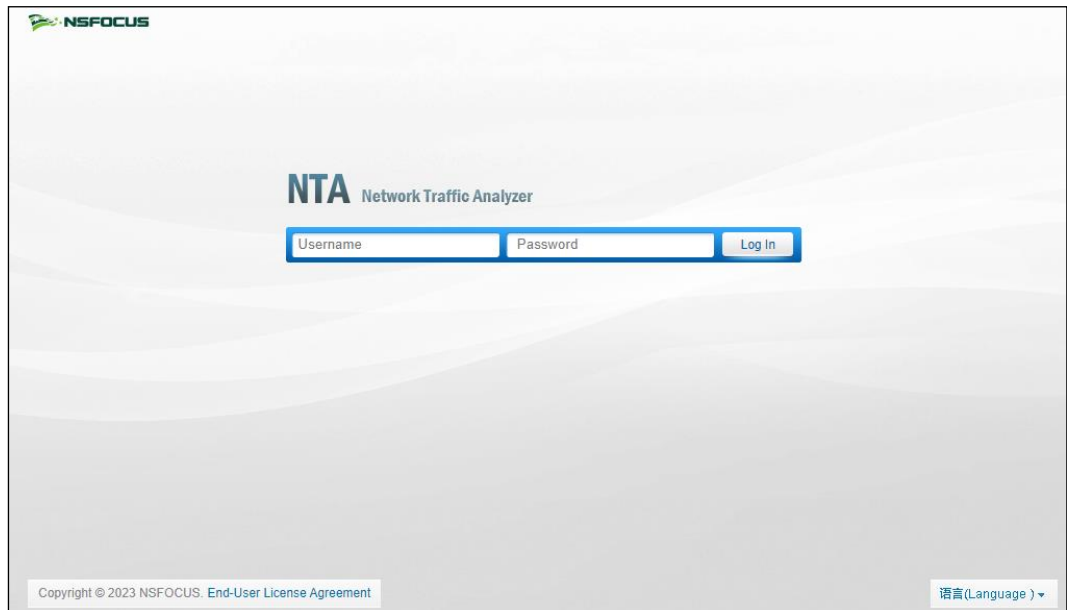 NSFOCUS
NTA Network Traffic Analyzer
Username Password Log In
Copyright © 2023 NSFOCUS. End-User License Agreement
语言(Language )